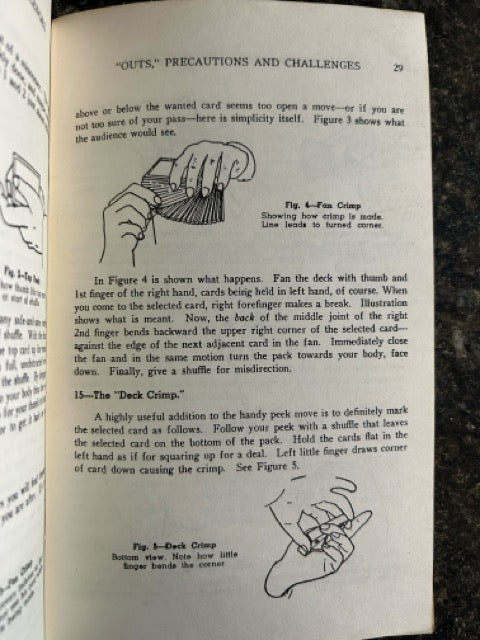 "OUTS," PRECAUTIONS AND CHALLENGES 29
above or below the wanted card seems too open a move—or if you are
not too sure of your pass—here is simplicity itself. Figure 3 shows what
the audience would see.
Fig. 4—Fan Crimp
Showing how crimp is made.
Line leads to turned corner.
In Figure 4 is shown what happens. Fan the deck with thumb and
1st finger of the right hand, cards being held in left hand, of course. When
you come to the selected card, right forefinger makes a break. Illustration
shows what is meant. Now, the back of the middle joint of the right
2nd finger bends backward the upper right corner of the selected card—
against the edge of the next adjacent card in the fan. Immediately close
the fan and in the same motion turn the pack towards your body, face
down. Finally, give a shuffle for misdirection.
15—The "Deck Crimp."
A highly useful addition to the handy peek move is to definitely mark
the selected card as follows. Follow your peek with a shuffle that leaves
the selected card on the bottom of the pack. Hold the cards flat in the
left hand as if for squaring up for a deal. Left little finger draws corner
of card down causing the crimp. See Figure 5.
Fig. 5—Deck Crimp
Bottom view. Note how little
finger bends the corner